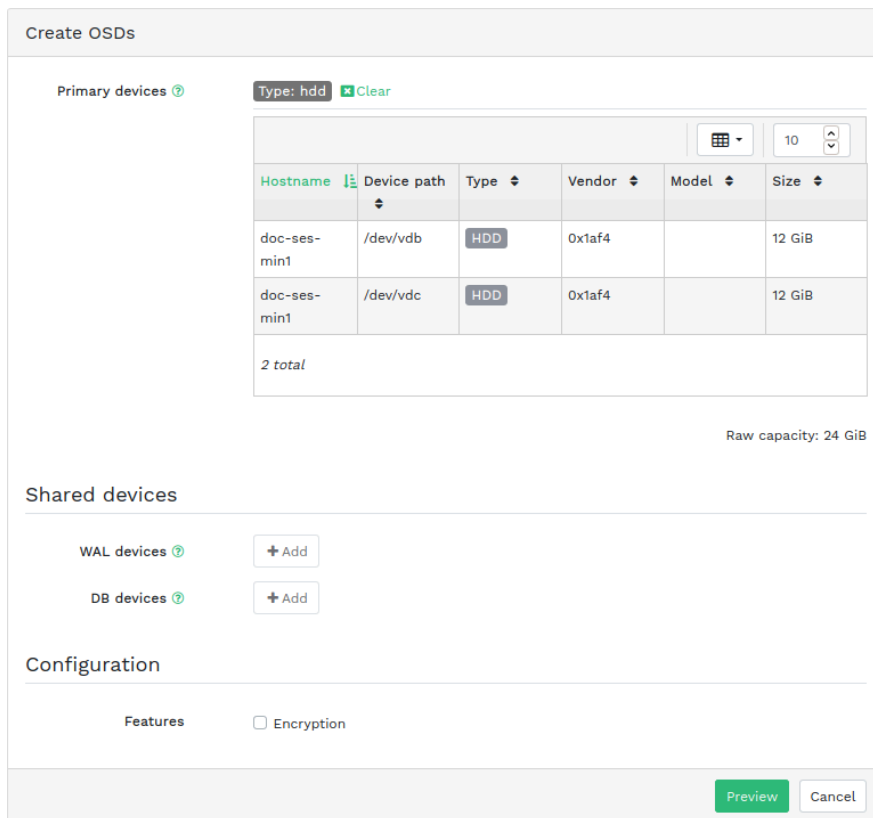 Create OSDs
Primary devices Type: hdd Clear
10
Hostname Device path Type Vendor Model Size
doc-ses-min1 /dev/vdb HDD 0x1af4 12 GiB
doc-ses-min1 /dev/vdc HDD 0x1af4 12 GiB
2 total
Raw capacity: 24 GiB
Shared devices
WAL devices Add
DB devices Add
Configuration
Features Encryption
Preview Cancel